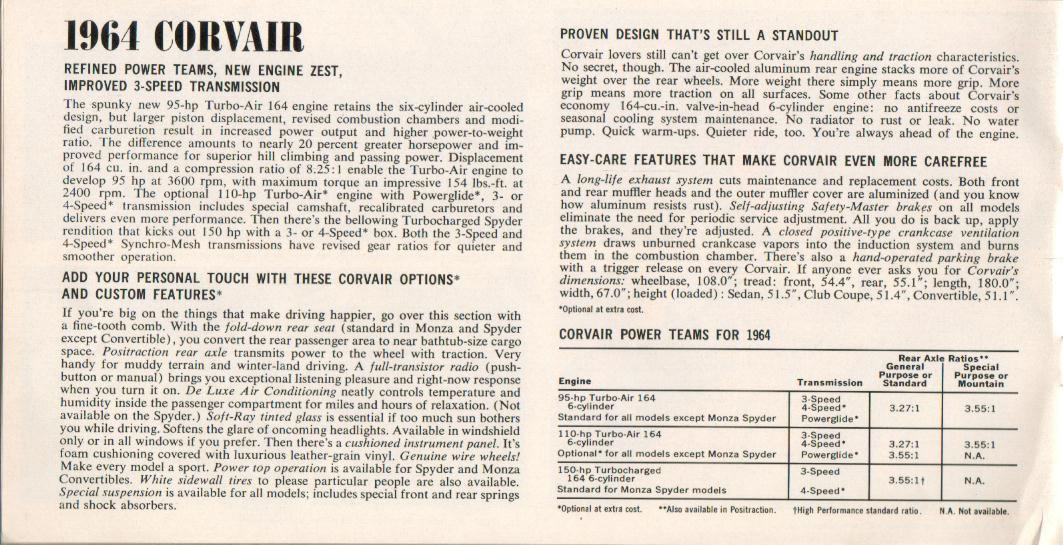 1964 CORVAIR
REFINED POWER TEAMS, NEW ENGINE ZEST,
IMPROVED 3-SPEED TRANSMISSION
The spunky new 95-hp Turbo-Air 164 engine retains the six-cylinder air-cooled
design, but larger piston displacement, revised combustion chambers and modi-
fied carburetion result in increased power output and higher power-to-weight
ratio. The difference amounts to nearly 20 percent greater horsepower and im-
proved performance for superior hill climbing and passing power. Displacement
of 164 cu. in. and a compression ratio of 8.25:1 enable the Turbo-Air engine to
develop 95 hp at 3600 rpm, with maximum torque an impressive 154 lbs.-ft. at
2400 rpm. The optional 110-hp Turbo-Air* engine with Powerglide*, 3- or
4-Speed* transmission includes special camshaft, recalibrated carburetors and
delivers even more performance. Then there's the bellowing Turbocharged Spyder
rendition that kicks out 150 hp with a 3- or 4-Speed* box. Both the 3-Speed and
4-Speed* Synchro-Mesh transmissions have revised gear ratios for quieter and
smoother operation.
ADD YOUR PERSONAL TOUCH WITH THESE CORVAIR OPTIONS*
AND CUSTOM FEATURES*
If you're big on the things that make driving happier, go over this section with
a fine-tooth comb. With the fold-down rear seat (standard in Monza and Spyder
except Convertible), you convert the rear passenger area to near bathtub-size cargo
space. Positraction rear axle transmits power to the wheel with traction. Very
handy for muddy terrain and winter-land driving. A full-transistor radio (push-
button or manual) brings you exceptional listening pleasure and right-now response
when you turn it on. De Luxe Air Conditioning neatly controls temperature and
humidity inside the passenger compartment for miles and hours of relaxation. (Not
available on the Spyder.) Soft-Ray tinted glass is essential if too much sun bothers
you while driving. Softens the glare of oncoming headlights. Available in windshield
only or in all windows if you prefer. Then there's a cushioned instrument panel. It's
foam cushioning covered with luxurious leather-grain vinyl. Genuine wire wheels!
Make every model a sport. Power top operation is available for Spyder and Monza
Convertibles. White sidewall tires to please particular people are also available.
Special suspension is available for all models; includes special front and rear springs
and shock absorbers.
PROVEN DESIGN THAT'S STILL A STANDOUT
Corvair lovers still can't get over Corvair's handling and traction characteristics.
No secret, though. The air-cooled aluminum rear engine stacks more of Corvair's
weight over the rear wheels. More weight there simply means more grip. More
grip means more traction on all surfaces. Some other facts about Corvair's
economy 164-cu.-in. valve-in-head 6-cylinder engine: no antifreeze costs or
seasonal cooling system maintenance. No radiator to rust or leak. No water
pump. Quick warm-ups. Quieter ride, too. You're always ahead of the engine.
EASY-CARE FEATURES THAT MAKE CORVAIR EVEN MORE CAREFREE
A long-life exhaust system cuts maintenance and replacement costs. Both front
and rear muffler heads and the outer muffler cover are aluminized (and you know
how aluminum resists rust). Self-adjusting Safety-Master brakes on all models
eliminate the need for periodic service adjustment. All you do is back up, apply
the brakes, and they're adjusted. A closed positive-type crankcase ventilation
system draws unburned crankcase vapors into the induction system and burns
them in the combustion chamber. There's also a hand-operated parking brake
with a trigger release on every Corvair. If anyone ever asks you for Corvair's
dimensions: wheelbase, 108.0"; tread: front, 54.4", rear, 55.1"; length, 180.0";
width, 67.0"; height (loaded): Sedan, 51.5", Club Coupe, 51.4", Convertible, 51.1".
*Optional at extra cost.
CORVAIR POWER TEAMS FOR 1964
Rear Axle Ratios**
General Special
Purpose or Purpose or
Engine Transmission Standard Mountain
95-hp Turbo-Air 164 3-Speed
6-cylinder 4-Speed* 3.27:1 3.55:1
Standard for all models except Monza Spyder Powerglide*
110-hp Turbo-Air 164 3-Speed
6-cylinder 4-Speed* 3.27:1 3.55:1
Optional* for all models except Monza Spyder Powerglide* 3.55:1 N.A.
150-hp Turbocharged 3-Speed
164 6-cylinder 3.55:1† N.A.
Standard for Monza Spyder models 4-Speed*
*Optional at extra cost. **Also available in Positraction. †High Performance standard ratio. N.A. Not available.